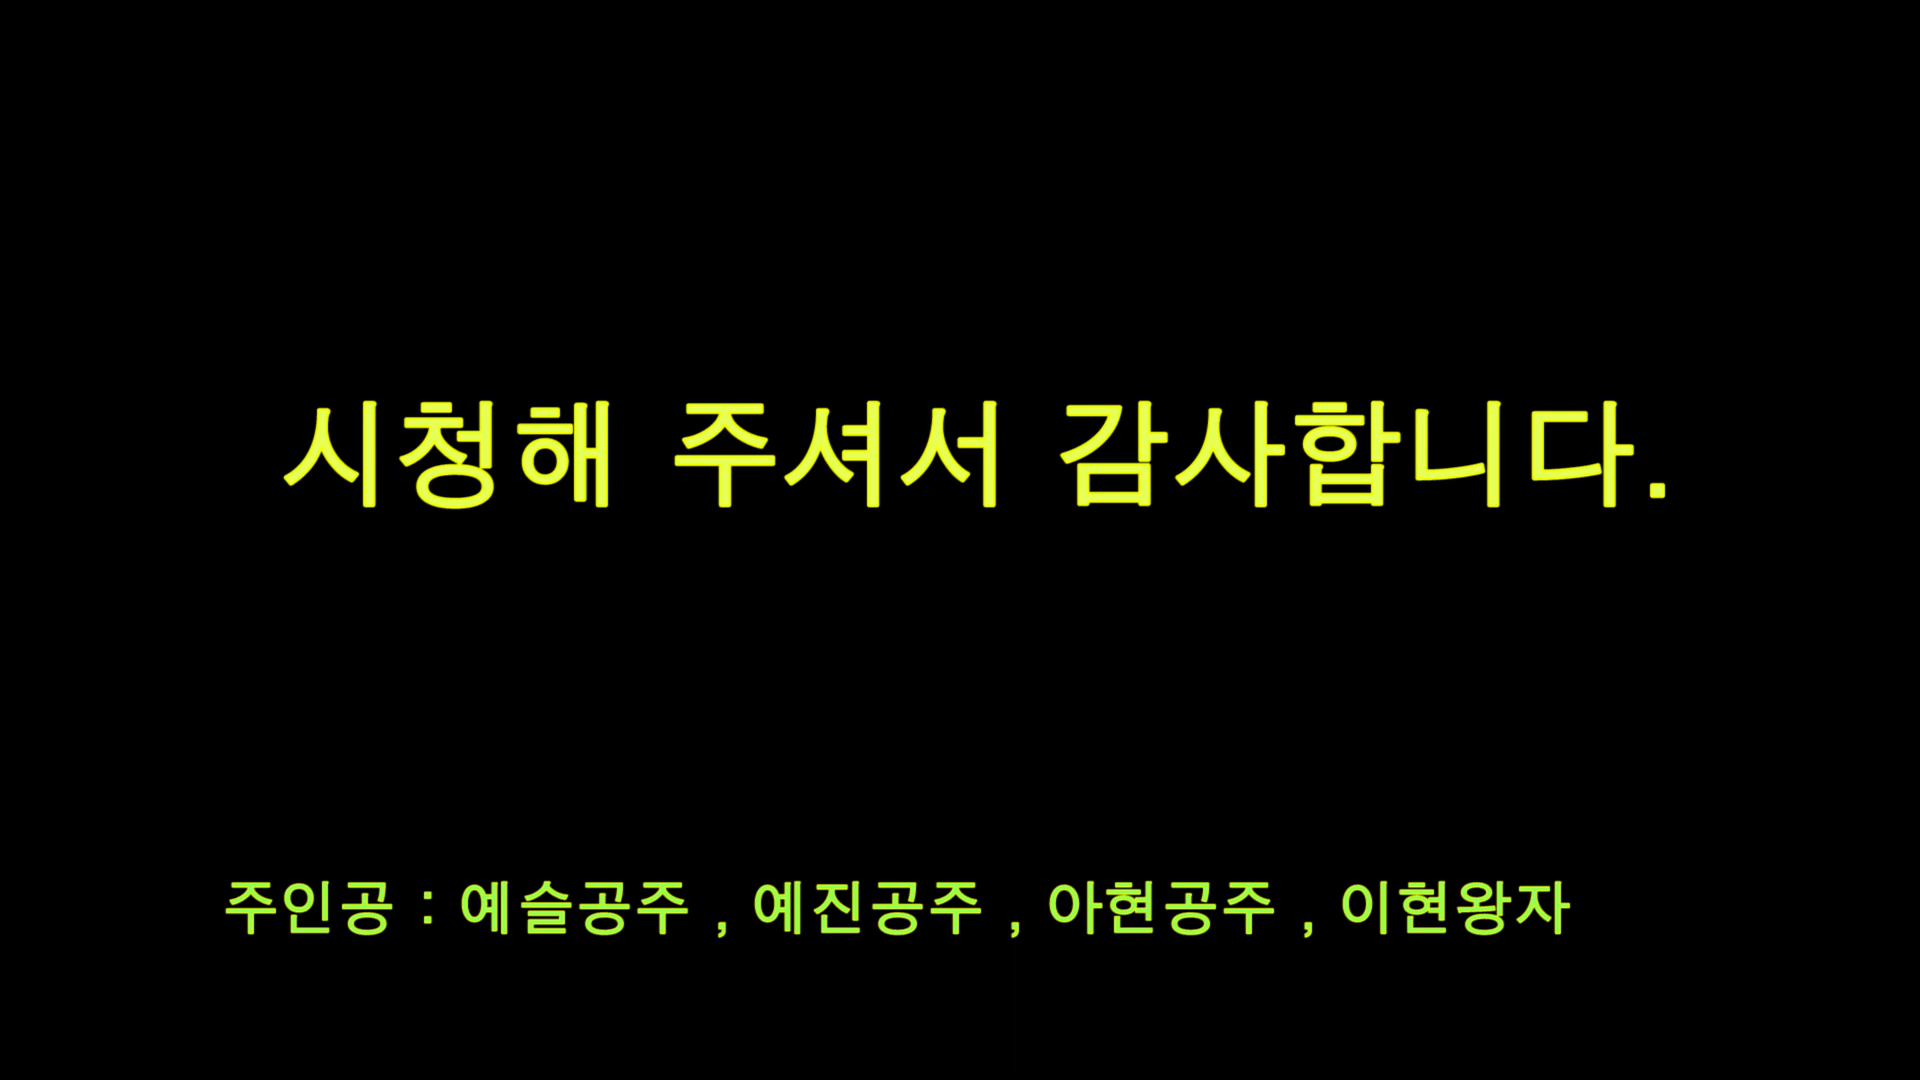 시청해 주셔서 감사합니다.
주인공 : 예슬공주 , 예진공주 , 아현공주 , 이현왕자